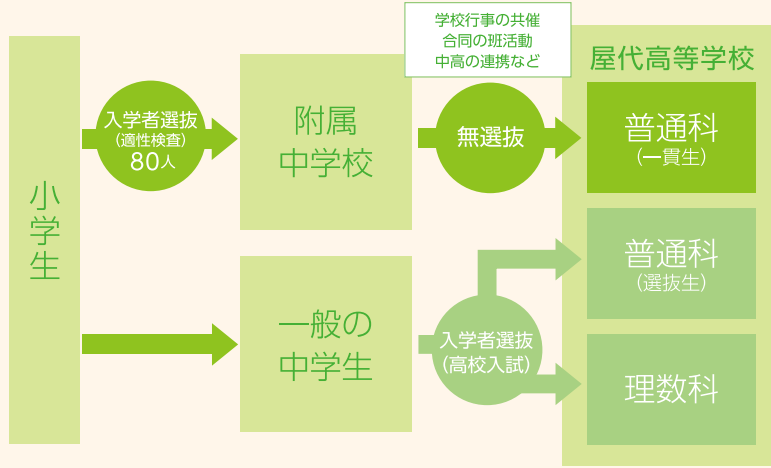 小学生
入学者選抜
（適性検査）
80人
附属
中学校
学校行事の共催
合同の班活動
中高の連携など
無選抜
屋代高等学校
普通科
（一貫生）
一般の
中学生
入学者選抜
（高校入試）
普通科
（選抜生）
理数科